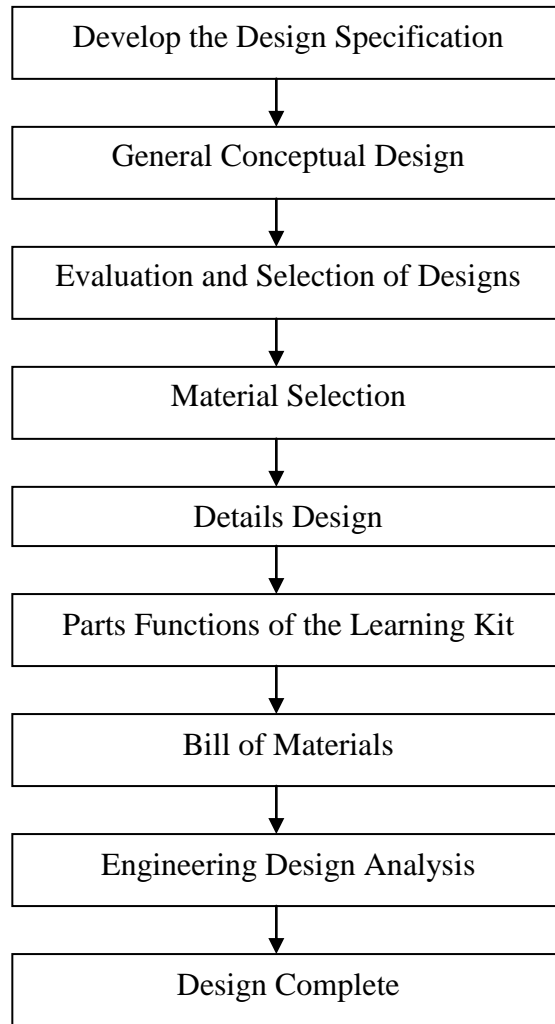 Develop the Design Specification
General Conceptual Design
Evaluation and Selection of Designs
Material Selection
Details Design
Parts Functions of the Learning Kit
Bill of Materials
Engineering Design Analysis
Design Complete